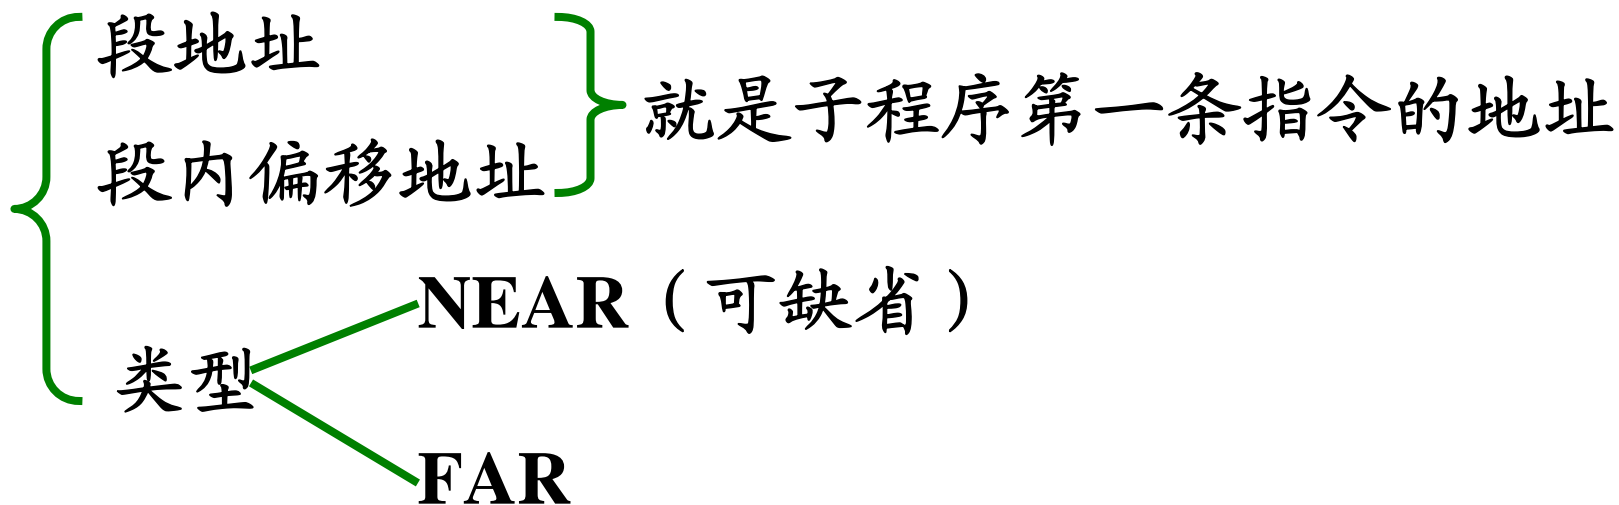 段地址
段内偏移地址
就是子程序第一条指令的地址
类型
NEAR（可缺省）
FAR